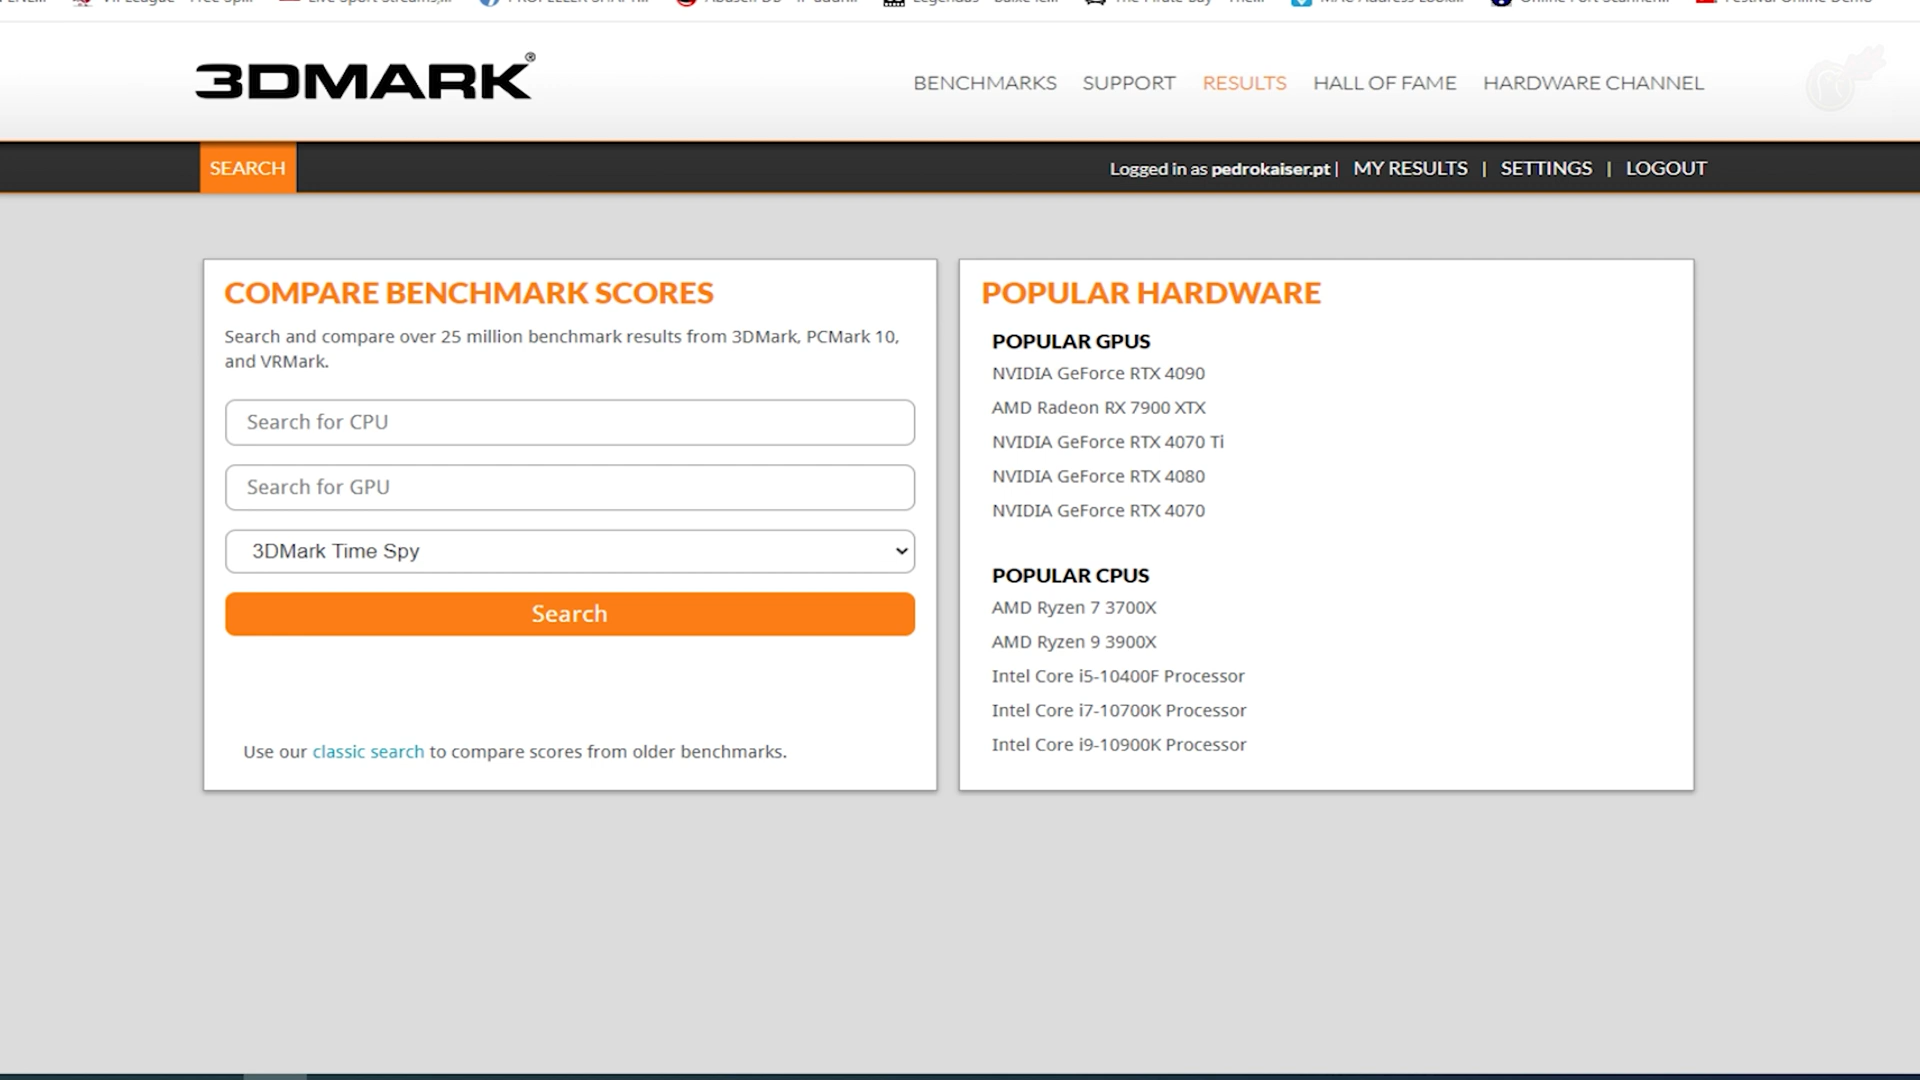 3DMARK®
BENCHMARKS SUPPORT RESULTS HALL OF FAME HARDWARE CHANNEL
SEARCH
Logged in as pedrokaiser.pt | MY RESULTS | SETTINGS | LOGOUT
COMPARE BENCHMARK SCORES
Search and compare over 25 million benchmark results from 3DMark, PCMark 10,
and VRMark.
Search for CPU
Search for GPU
3DMark Time Spy
Search
Use our classic search to compare scores from older benchmarks.
POPULAR HARDWARE
POPULAR GPUS
NVIDIA GeForce RTX 4090
AMD Radeon RX 7900 XTX
NVIDIA GeForce RTX 4070 Ti
NVIDIA GeForce RTX 4080
NVIDIA GeForce RTX 4070
POPULAR CPUS
AMD Ryzen 7 3700X
AMD Ryzen 9 3900X
Intel Core i5-10400F Processor
Intel Core i7-10700K Processor
Intel Core i9-10900K Processor